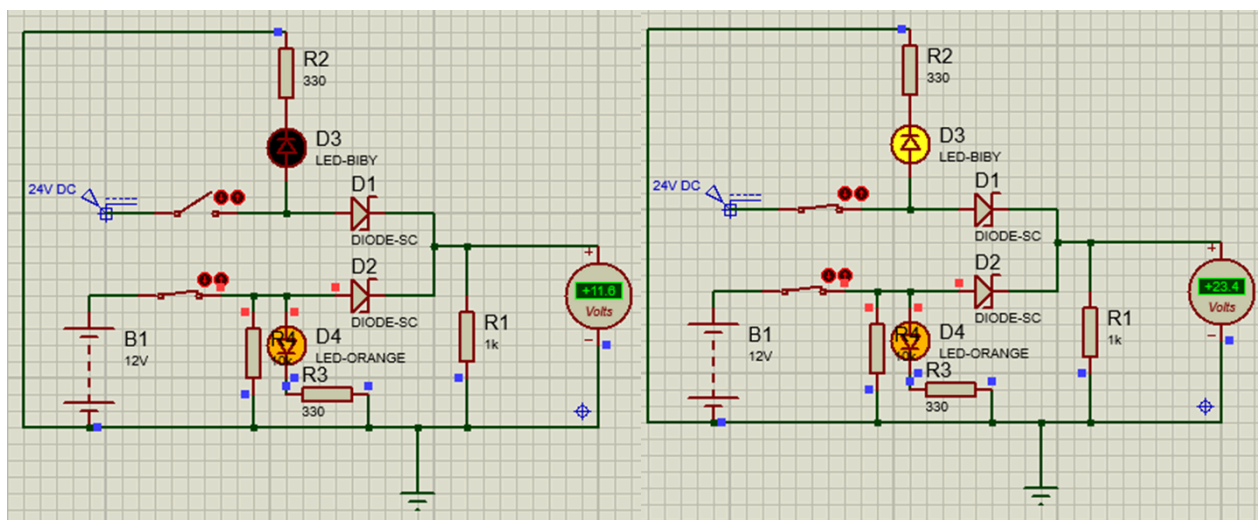 R2
330
D3
LED-BIBY
24V DC
D1
DIODE-SC
D2
DIODE-SC
+11.6
Volts
B1
12V
R4
D4
LED-ORANGE
R3
330
R1
1k
R2
330
D3
LED-BIBY
24V DC
D1
DIODE-SC
D2
DIODE-SC
+23.4
Volts
B1
12V
R4
D4
LED-ORANGE
R3
330
R1
1k